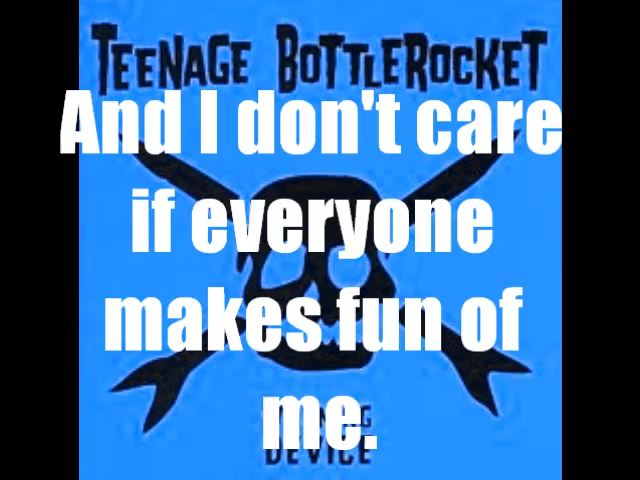 TEENAGE BOTTLEROCKET
And I don't care
if everyone
makes fun of
me.
DEVICE